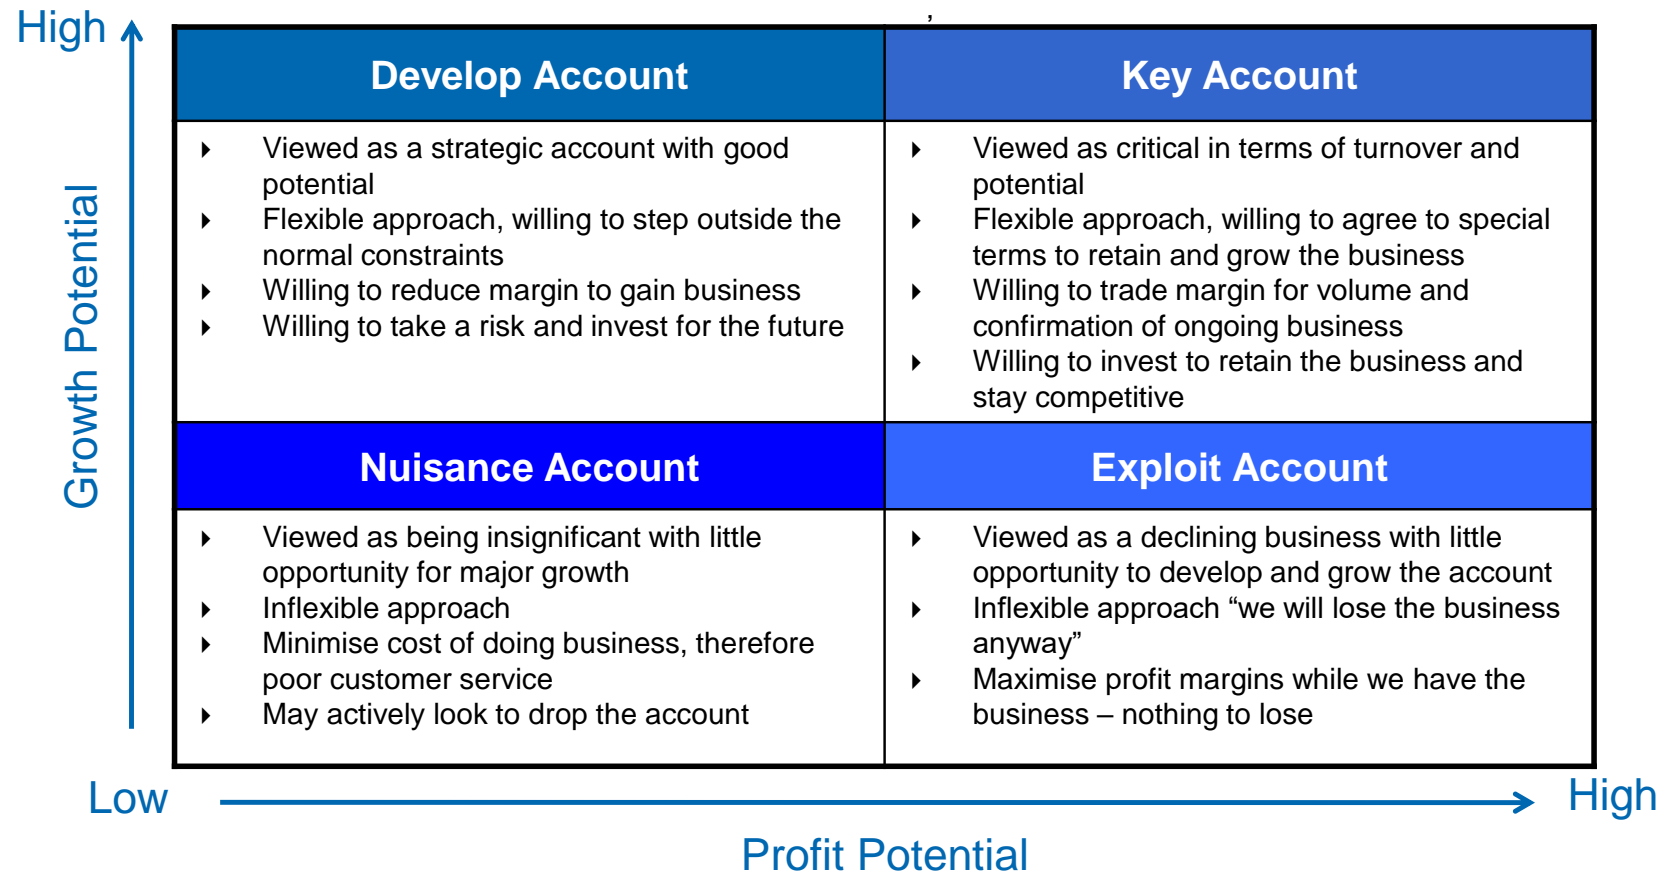 High
,
Develop Account
Key Account
Viewed as a strategic account with good
potential
Flexible approach, willing to step outside the
normal constraints
Willing to reduce margin to gain business
Willing to take a risk and invest for the future
Viewed as critical in terms of turnover and
potential
Flexible approach, willing to agree to special
terms to retain and grow the business
Willing to trade margin for volume and
confirmation of ongoing business
Willing to invest to retain the business and
stay competitive
Growth Potential
Nuisance Account
Exploit Account
Viewed as being insignificant with little
opportunity for major growth
Inflexible approach
Minimise cost of doing business, therefore
poor customer service
May actively look to drop the account
Viewed as a declining business with little
opportunity to develop and grow the account
Inflexible approach “we will lose the business
anyway”
Maximise profit margins while we have the
business – nothing to lose
Low
High
Profit Potential